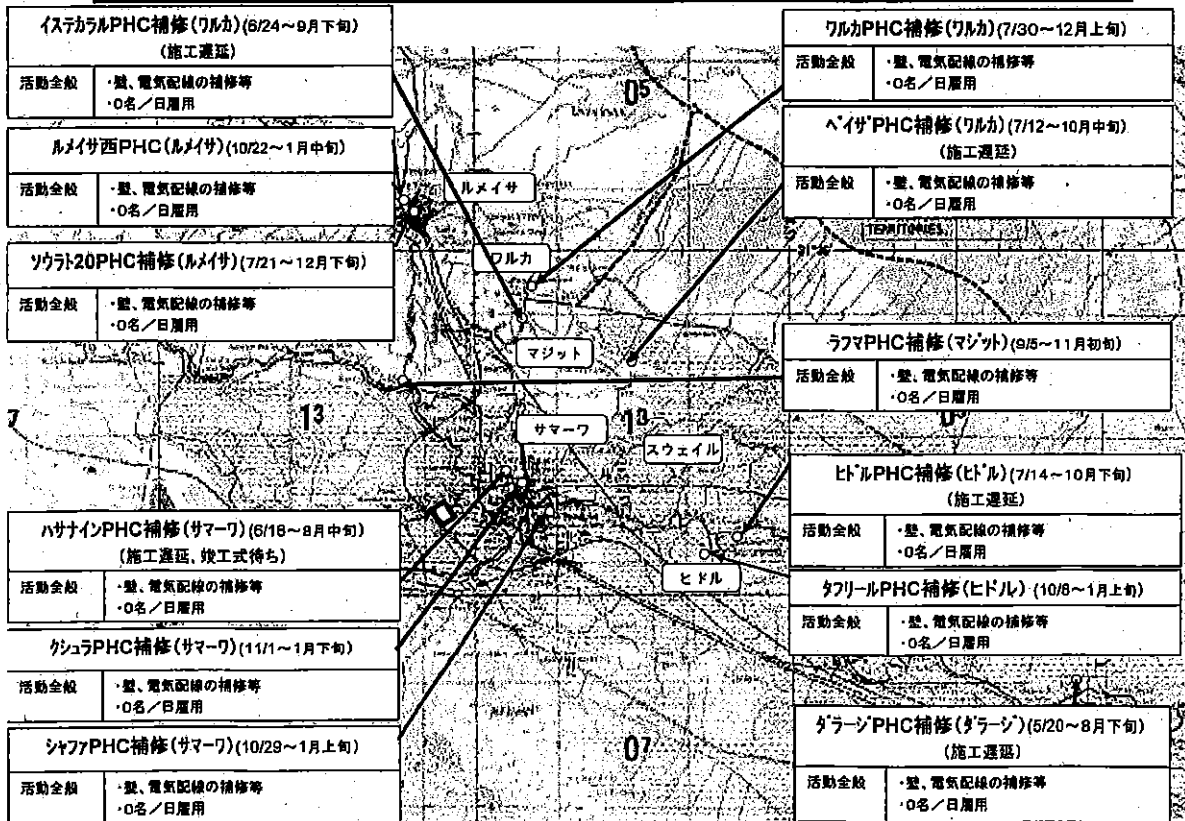 イステカラルPHC補修(ワルカ)(6/24～9月下旬)
(施工遅延)
活動全般
・壁、電気配線の補修等
・0名／日雇用
ルメイサ西PHC(ルメイサ)(10/22～1月中旬)
活動全般
・壁、電気配線の補修等
・0名／日雇用
ソウラト20PHC補修(ルメイサ)(7/21～12月下旬)
活動全般
・壁、電気配線の補修等
・0名／日雇用
ハサナインPHC補修(サマーワ)(6/16～8月中旬)
(施工遅延、竣工式待ち)
活動全般
・壁、電気配線の補修等
・0名／日雇用
クシュラPHC補修(サマーワ)(11/1～1月下旬)
活動全般
・壁、電気配線の補修等
・0名／日雇用
シャファPHC補修(サマーワ)(10/29～1月上旬)
活動全般
・壁、電気配線の補修等
・0名／日雇用
ルメイサ
ワルカ
マジット
サマーワ
スウェイル
ヒドル
05
13
13
07
7
TERRITORIES
ワルカPHC補修(ワルカ)(7/30～12月上旬)
活動全般
・壁、電気配線の補修等
・0名／日雇用
ベイザPHC補修(ワルカ)(7/12～10月中旬)
(施工遅延)
活動全般
・壁、電気配線の補修等
・0名／日雇用
ラフマPHC補修(マジット)(9/5～11月初旬)
活動全般
・壁、電気配線の補修等
・0名／日雇用
ヒドルPHC補修(ヒドル)(7/14～10月下旬)
(施工遅延)
活動全般
・壁、電気配線の補修等
・0名／日雇用
タフリールPHC補修(ヒドル)(10/6～1月上旬)
活動全般
・壁、電気配線の補修等
・0名／日雇用
ダラージPHC補修(ダラージ)(5/20～8月下旬)
(施工遅延)
活動全般
・壁、電気配線の補修等
・0名／日雇用